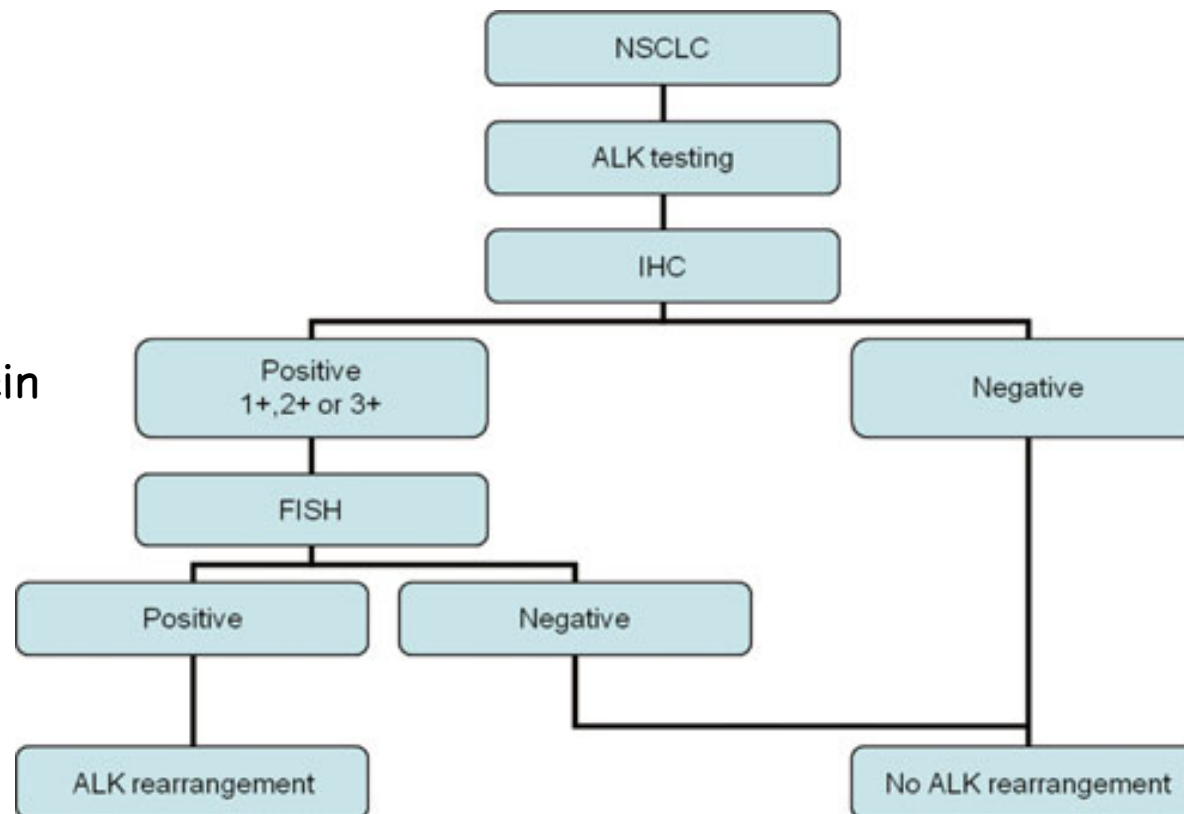 NSCLC
ALK testing
IHC
Positive
1+,2+ or 3+
Negative
FISH
Positive
Negative
ALK rearrangement
No ALK rearrangement